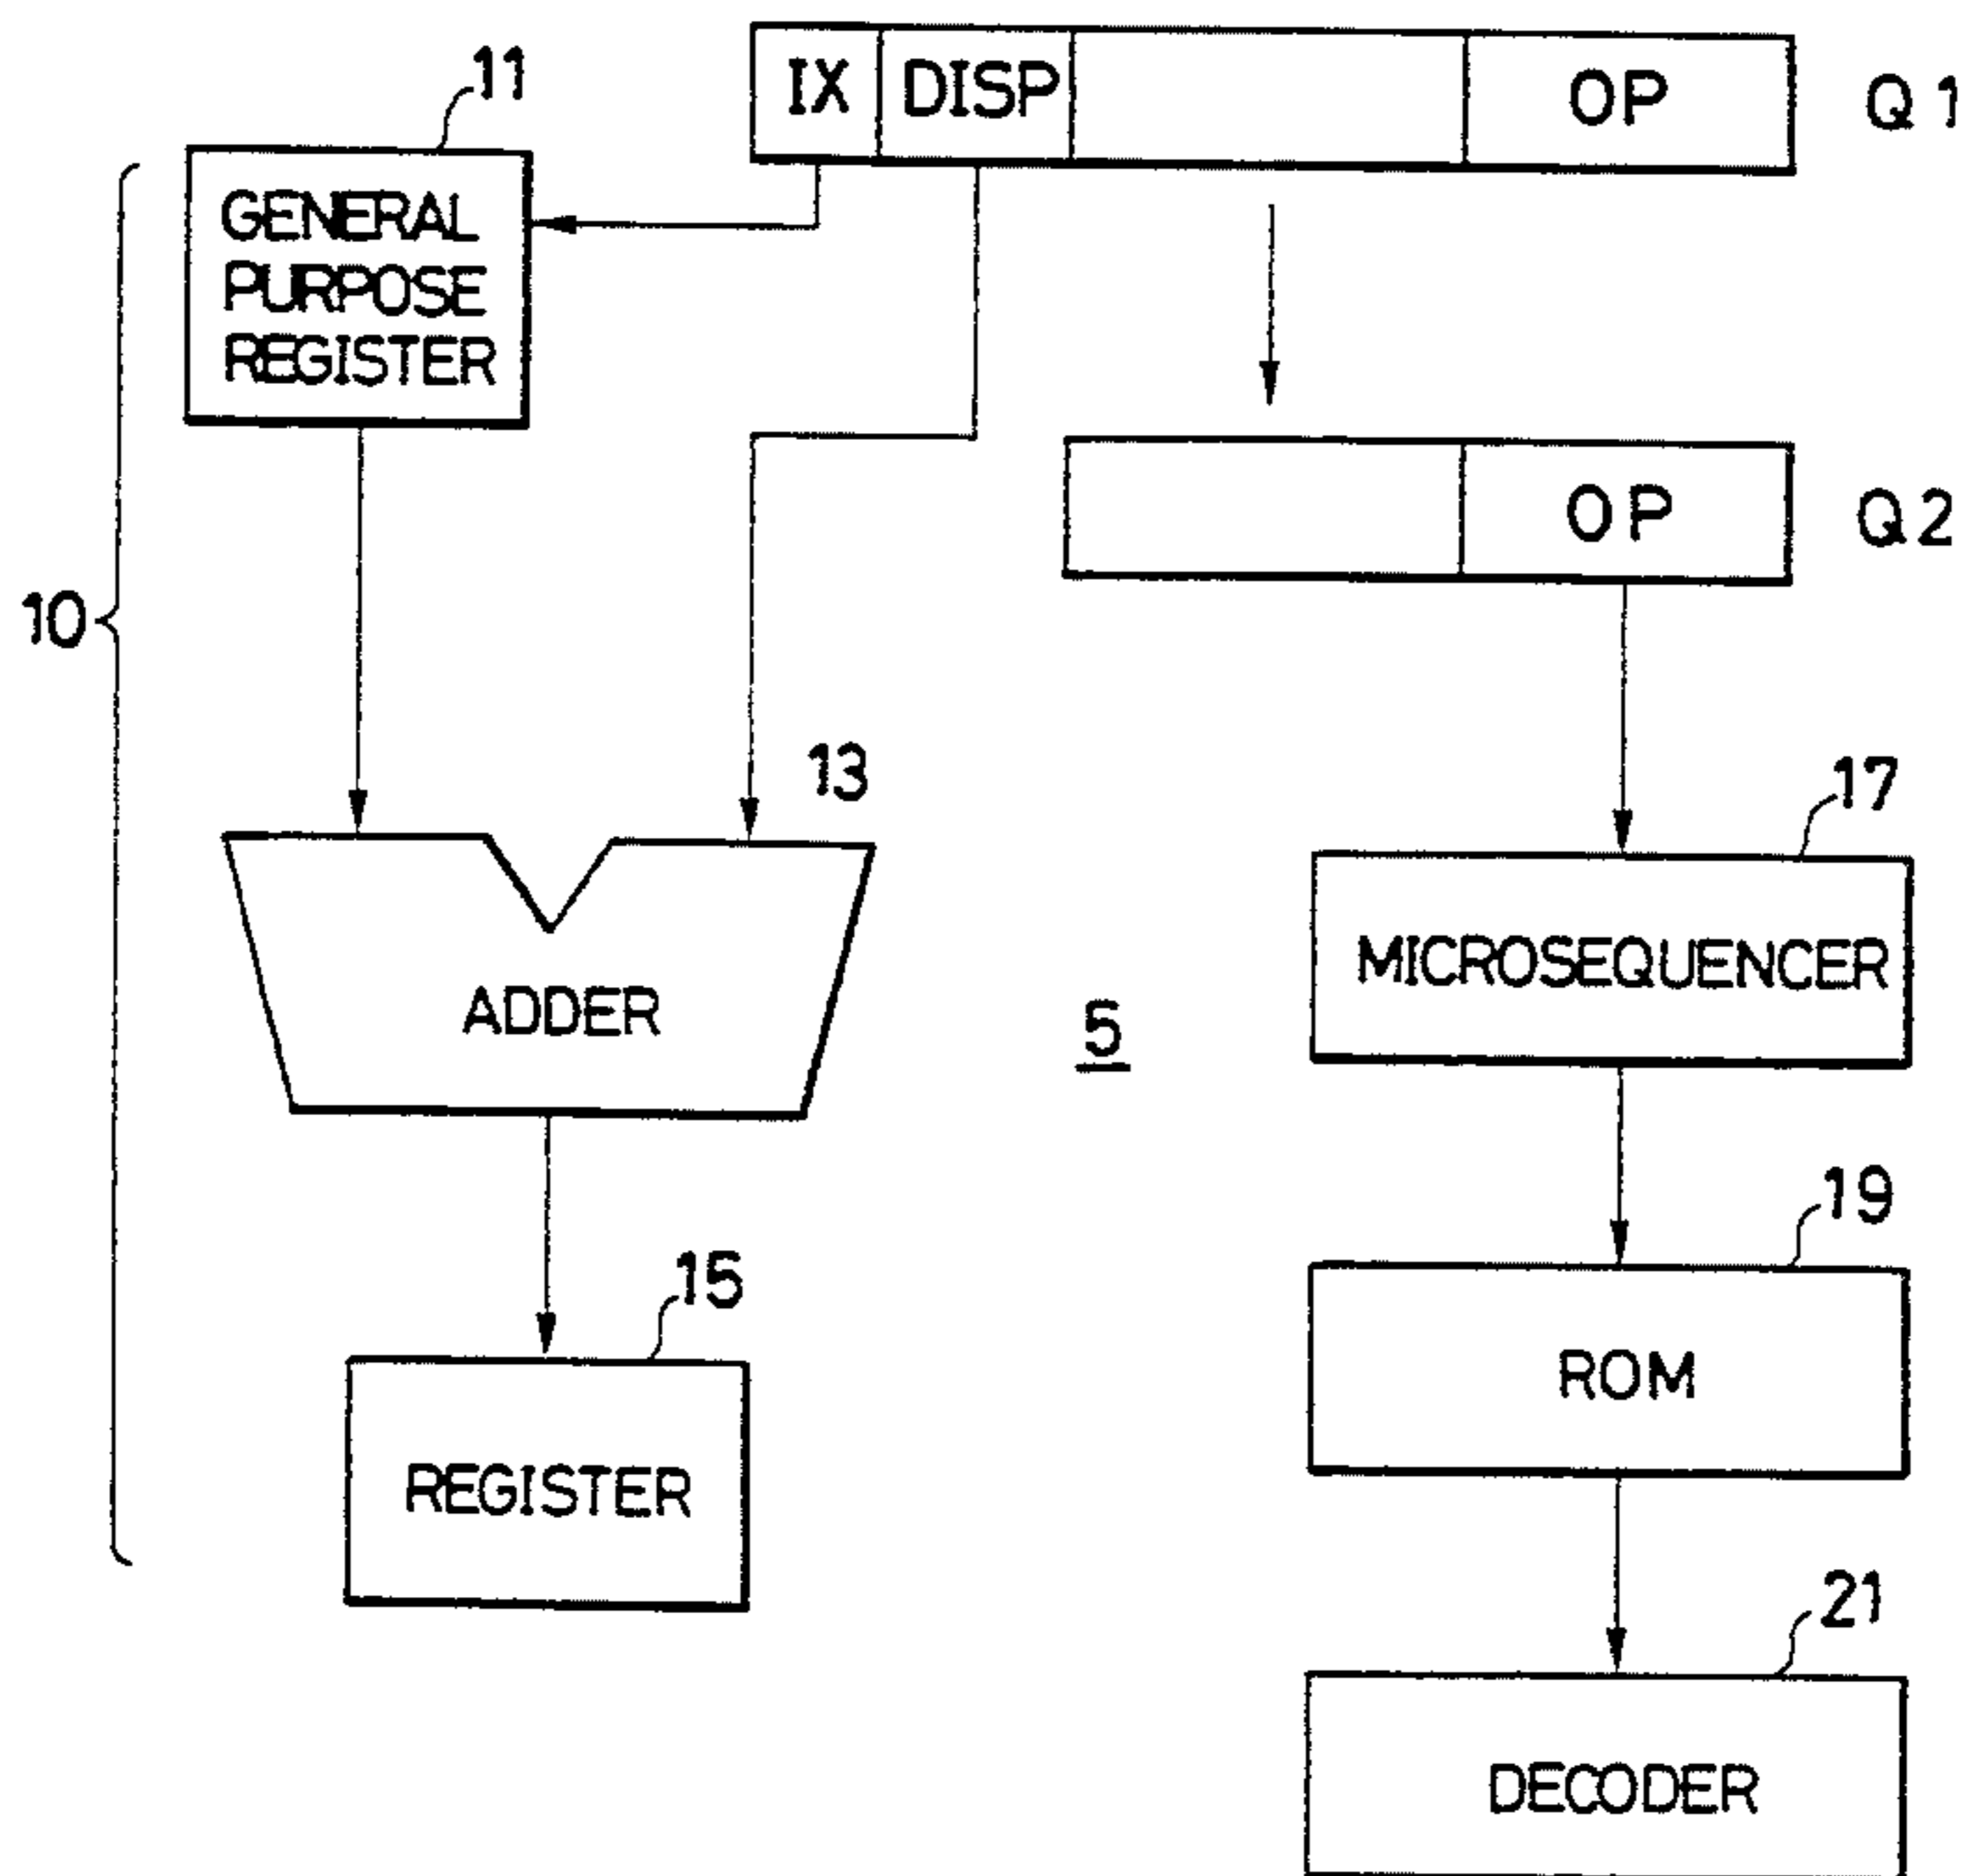 11
IX DISP OP Q1
GENERAL
PURPOSE
REGISTER
OP Q2
10
13
17
MICROSEQUENCER
ADDER
5
19
15
ROM
REGISTER
21
DECODER